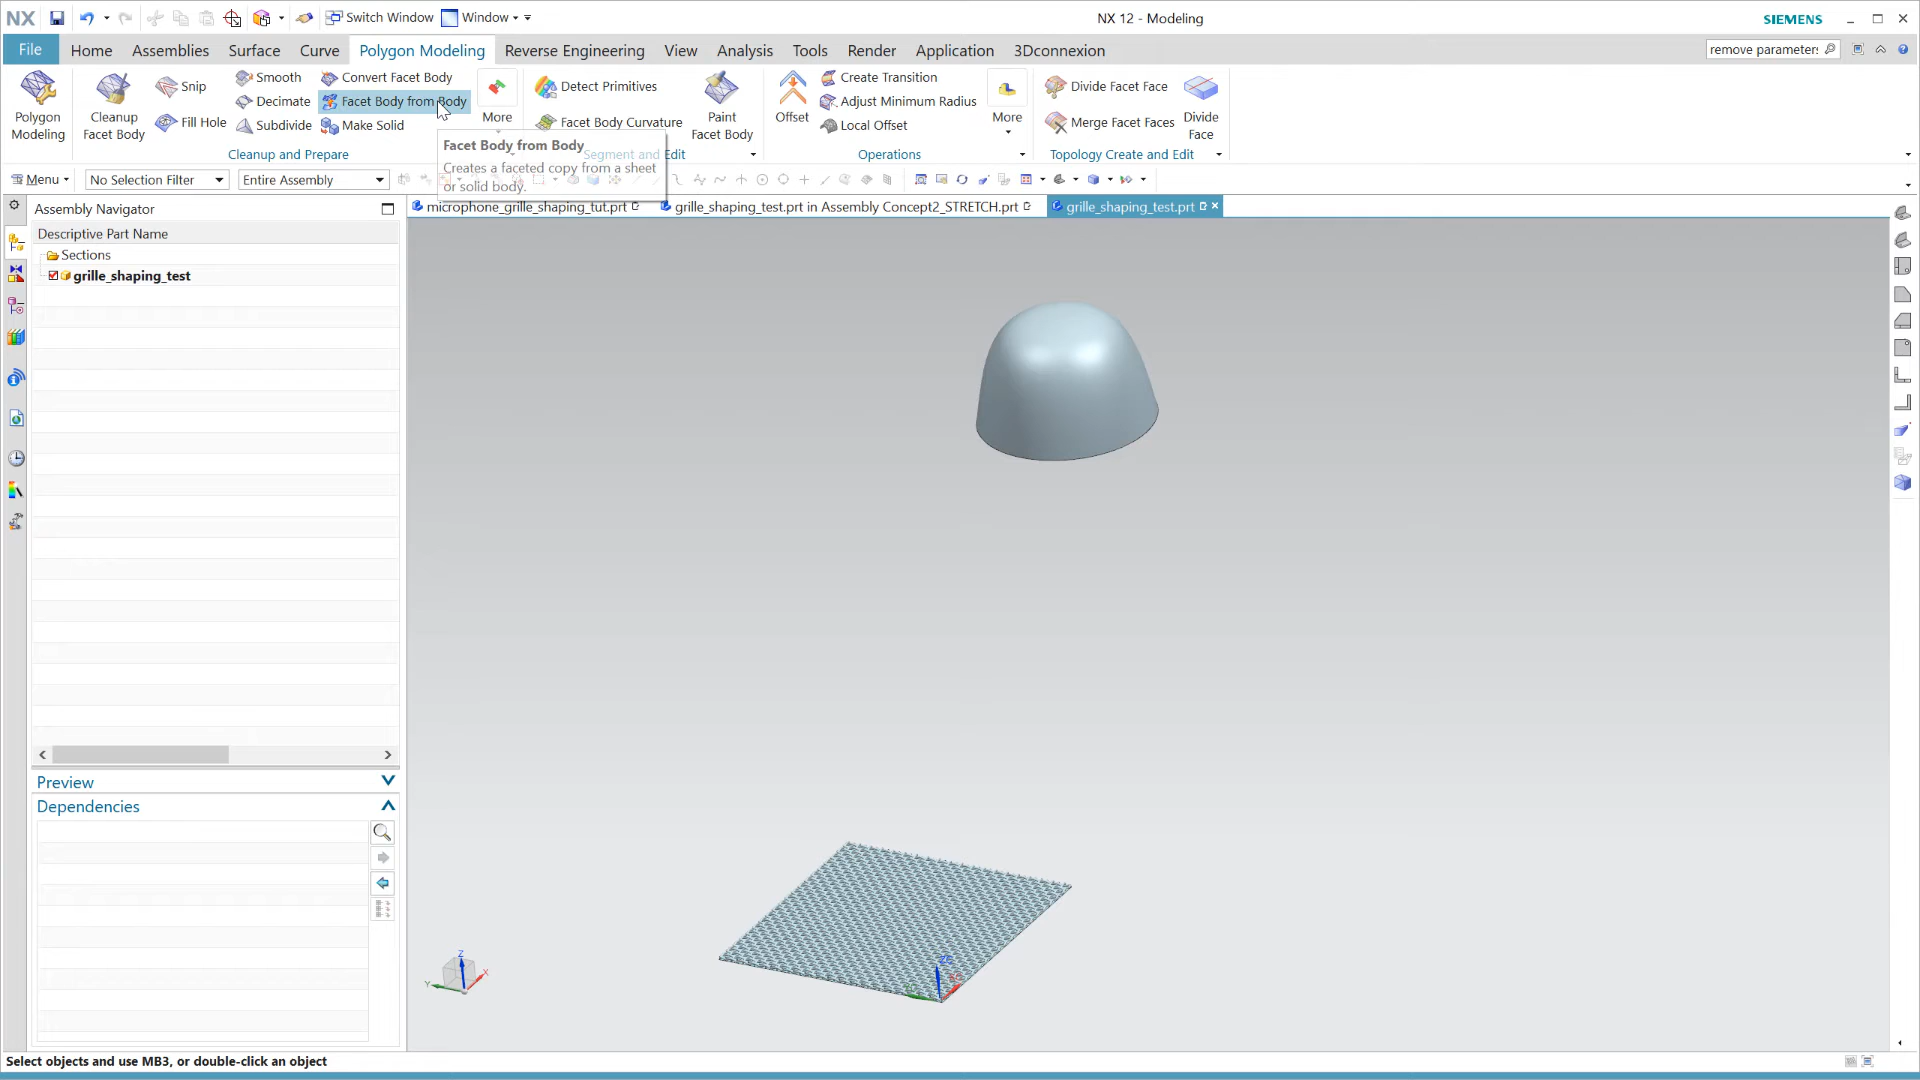 NX
Switch Window
Window
NX 12 - Modeling
SIEMENS
File
Home
Assemblies
Surface
Curve
Polygon Modeling
Reverse Engineering
View
Analysis
Tools
Render
Application
3Dconnexion
remove parameter:
Polygon
Modeling
Cleanup
Facet Body
Snip
Fill Hole
Smooth
Decimate
Subdivide
Convert Facet Body
Facet Body from Body
Make Solid
More
Cleanup and Prepare
Detect Primitives
Facet Body Curvature
Paint
Facet Body
Segment and Edit
Offset
Create Transition
Adjust Minimum Radius
Local Offset
More
Operations
Divide Facet Face
Merge Facet Faces
Divide
Face
Topology Create and Edit
Facet Body from Body
Creates a faceted copy from a sheet
or solid body.
Menu
No Selection Filter
Entire Assembly
microphone_grille_shaping_tut.prt
grille_shaping_test.prt in Assembly Concept2_STRETCH.prt
grille_shaping_test.prt
Assembly Navigator
Descriptive Part Name
Sections
grille_shaping_test
Preview
Dependencies
Z
Y
X
ZC
Select objects and use MB3, or double-click an object